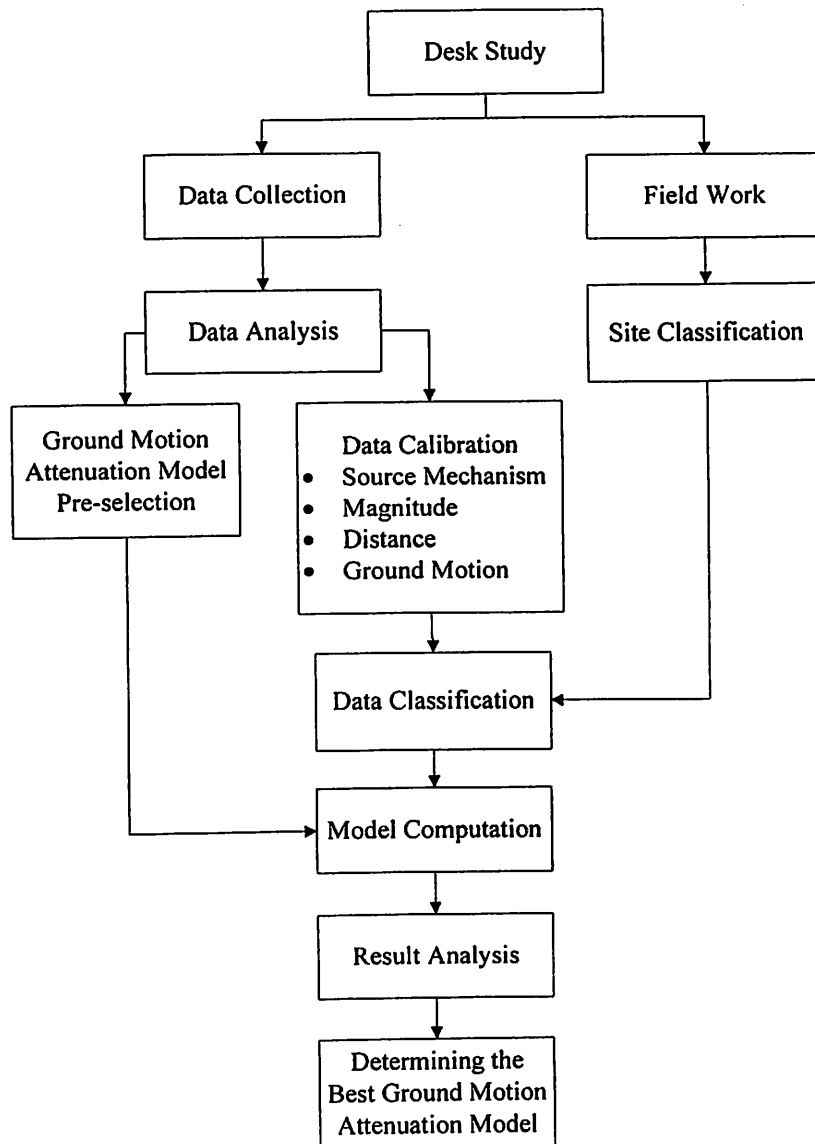 Desk Study
Data Collection
Field Work
Data Analysis
Site Classification
Ground Motion
Attenuation Model
Pre-selection
Data Calibration
• Source Mechanism
• Magnitude
• Distance
• Ground Motion
Data Classification
Model Computation
Result Analysis
Determining the
Best Ground Motion
Attenuation Model